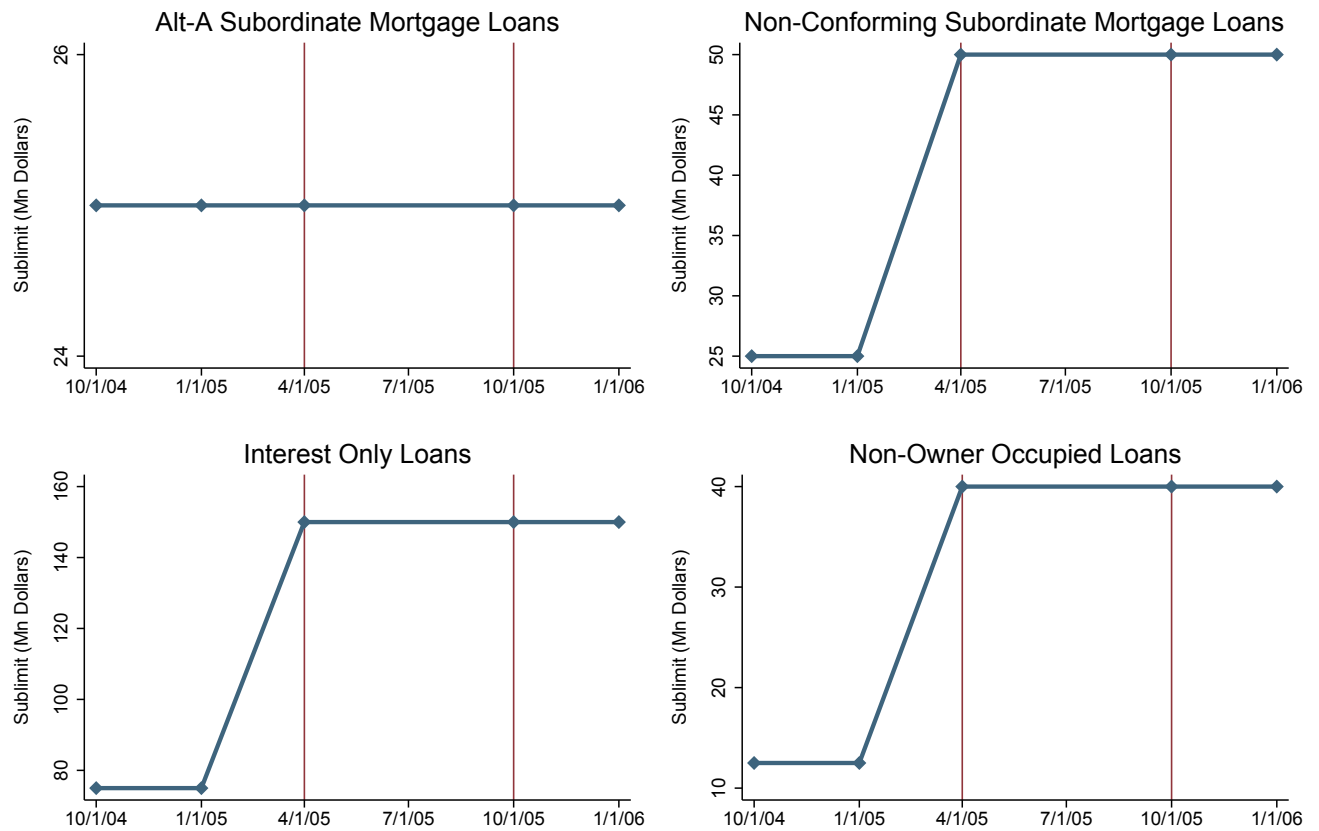 Alt-A Subordinate Mortgage Loans
Sublimit (Mn Dollars)
26
24
10/1/04 1/1/05 4/1/05 7/1/05 10/1/05 1/1/06
Non-Conforming Subordinate Mortgage Loans
Sublimit (Mn Dollars)
50
45
40
35
30
25
10/1/04 1/1/05 4/1/05 7/1/05 10/1/05 1/1/06
Interest Only Loans
Sublimit (Mn Dollars)
160
140
120
100
80
10/1/04 1/1/05 4/1/05 7/1/05 10/1/05 1/1/06
Non-Owner Occupied Loans
Sublimit (Mn Dollars)
40
30
20
10
10/1/04 1/1/05 4/1/05 7/1/05 10/1/05 1/1/06